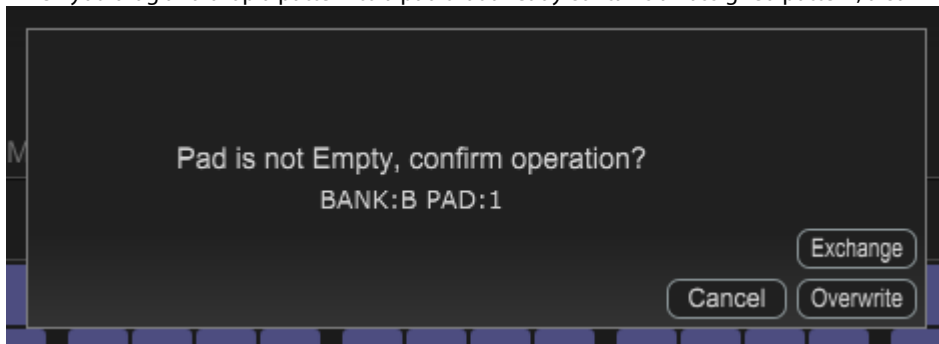 M
Pad is not Empty, confirm operation?
BANK:B PAD:1
Exchange
Cancel Overwrite